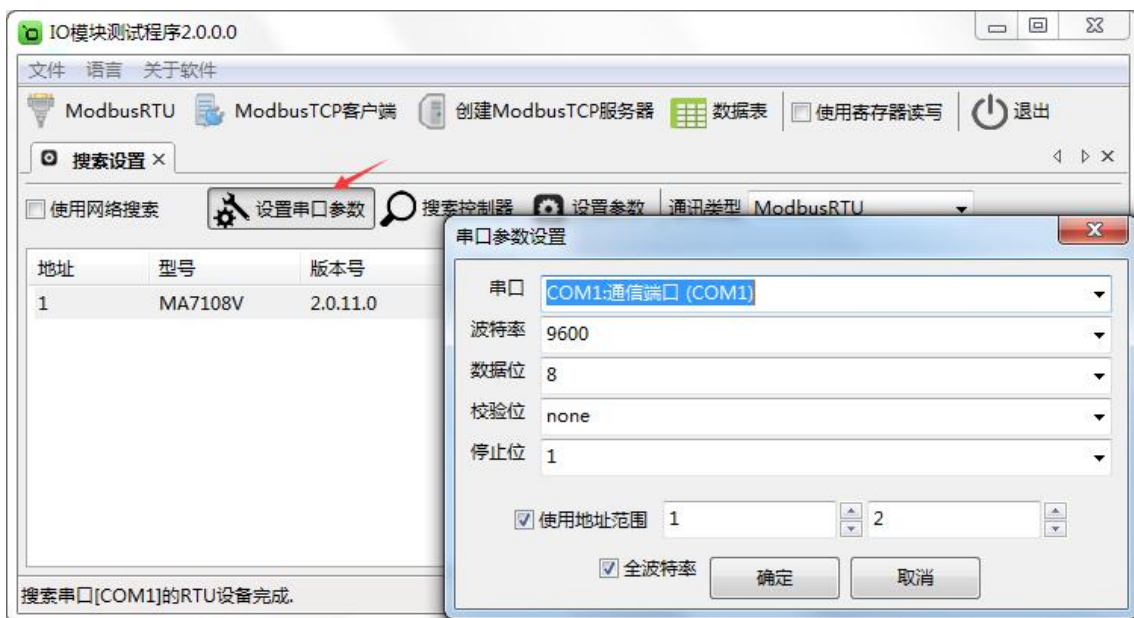 IO模块测试程序2.0.0.0
文件 语言 关于软件
ModbusRTU ModbusTCP客户端 创建ModbusTCP服务器 数据表 使用寄存器读写 退出
搜索设置
使用网络搜索 设置串口参数 搜索控制器 设置参数 通讯类型 ModbusRTU
串口参数设置
地址 型号 版本号
1 MA7108V 2.0.11.0
串口 COM1:通信端口 (COM1)
波特率 9600
数据位 8
校验位 none
停止位 1
使用地址范围 1 2
全波特率 确定 取消
搜索串口[COM1]的RTU设备完成.